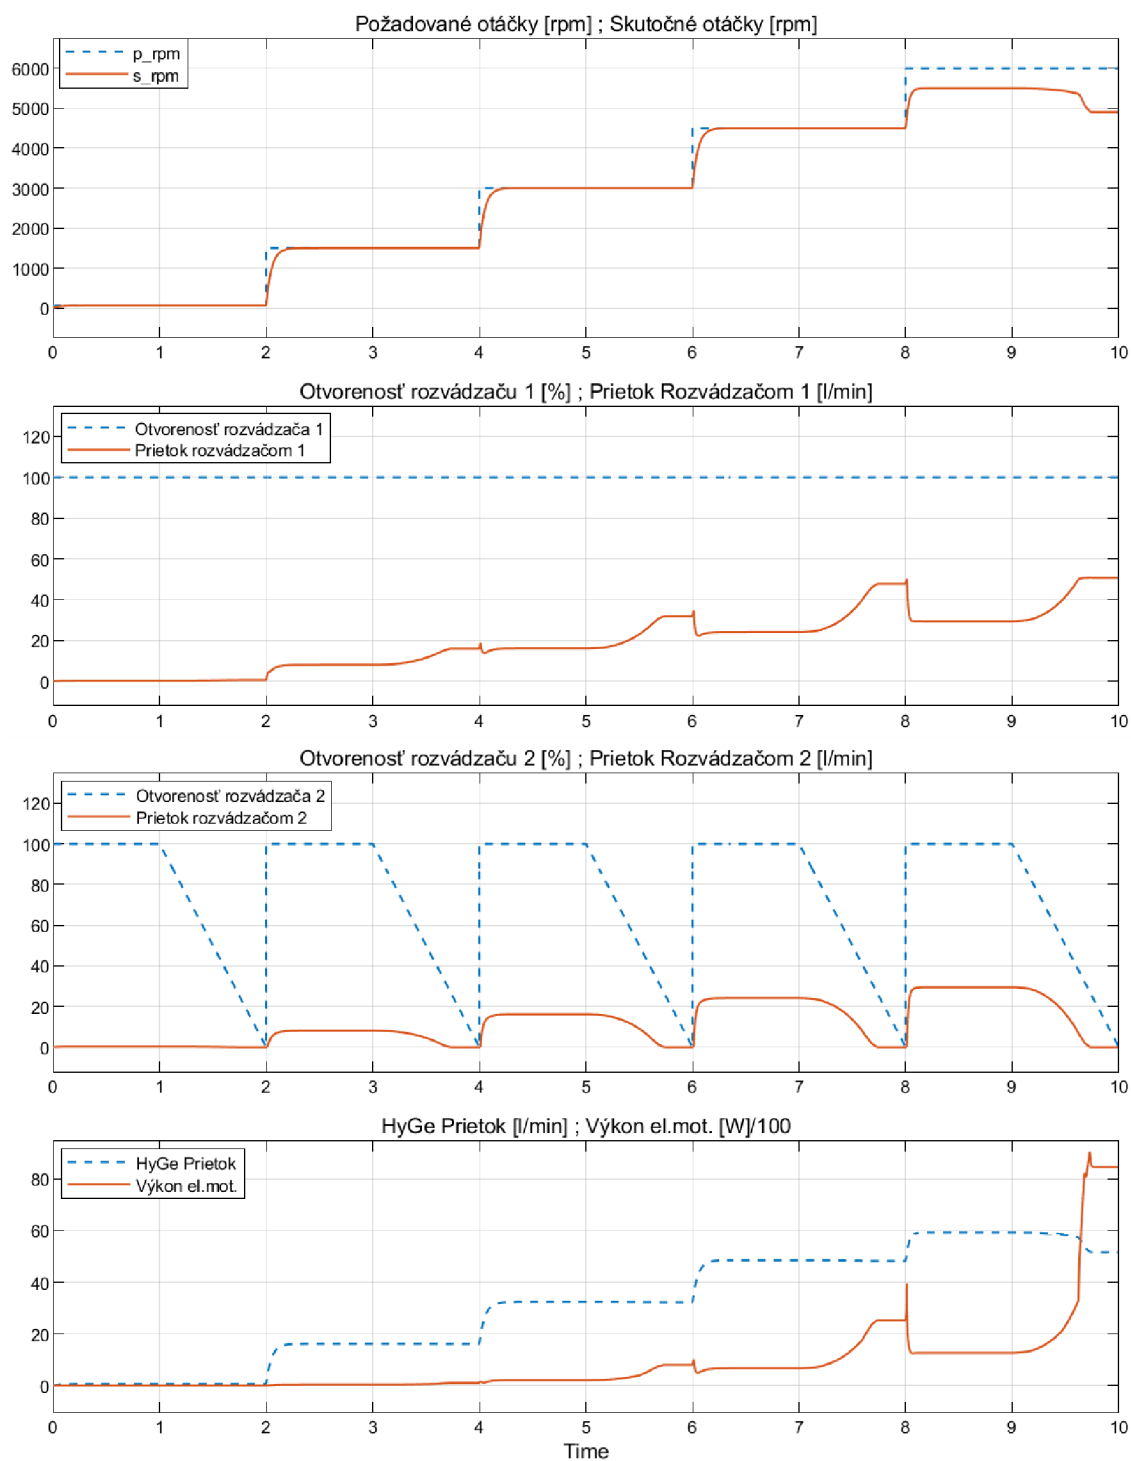 Požadované otáčky [rpm] ; Skutočné otáčky [rpm]
p_rpm
s_rpm
6000
5000
4000
3000
2000
1000
0
0 1 2 3 4 5 6 7 8 9 10
Otvorenosť rozvádzaču 1 [%] ; Prietok Rozvádzačom 1 [l/min]
Otvorenosť rozvádzača 1
Prietok rozvádzačom 1
120
100
80
60
40
20
0
0 1 2 3 4 5 6 7 8 9 10
Otvorenosť rozvádzaču 2 [%] ; Prietok Rozvádzačom 2 [l/min]
Otvorenosť rozvádzača 2
Prietok rozvádzačom 2
120
100
80
60
40
20
0
0 1 2 3 4 5 6 7 8 9 10
HyGe Prietok [l/min] ; Výkon el.mot. [W]/100
HyGe Prietok
Výkon el.mot.
80
60
40
20
0
0 1 2 3 4 5 6 7 8 9 10
Time